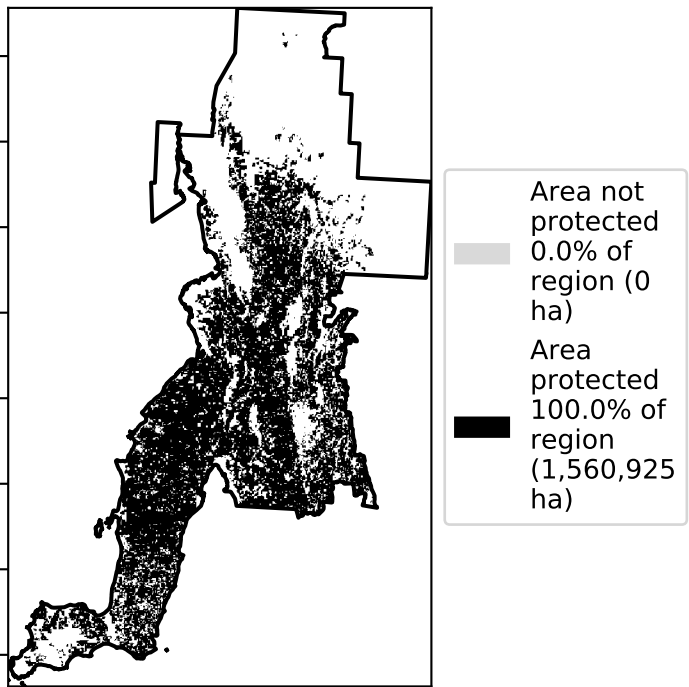 Area not
protected
0.0% of
region (0
ha)
Area
protected
100.0% of
region
(1,560,925
ha)